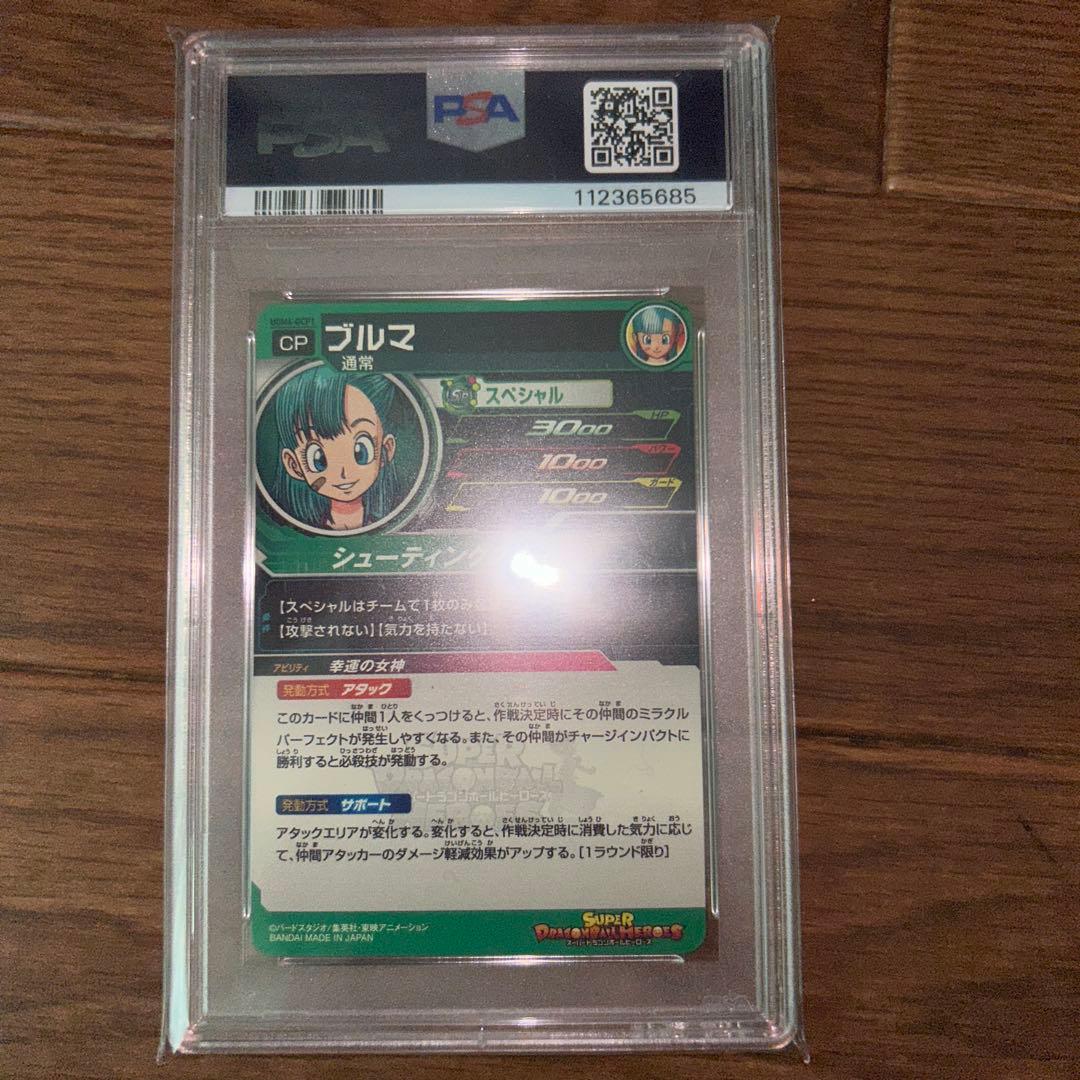 PSA
PSA
112365685
UGM4-GCP1
CP
ブルマ
通常
スペシャル
HP
3000
パワー
1000
ガード
1000
シューティング
【スペシャルはチームで1枚のみ
【攻撃されない】【気力を持たない】
アビリティ 幸運の女神
発動方式 アタック
このカードに仲間1人をくっつけると、作戦決定時にその仲間のミラクル
パーフェクトが発生しやすくなる。また、その仲間がチャージインパクトに
勝利すると必殺技が発動する。
発動方式 サポート
アタックエリアが変化する。変化すると、作戦決定時に消費した気力に応じ
て、仲間アタッカーのダメージ軽減効果がアップする。[1ラウンド限り]
©バードスタジオ/集英社・東映アニメーション
BANDAI MADE IN JAPAN
SUPER
DRAGONBALL HEROES
スーパードラゴンボールヒーローズ